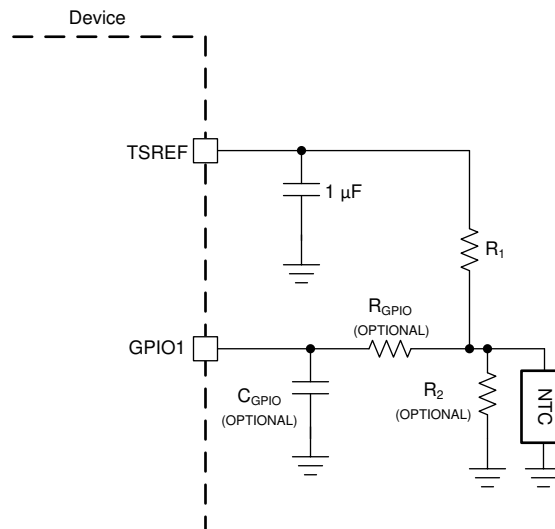 Device
TSREF
1 µF
R1
RGPIO
(OPTIONAL)
GPIO1
CGPIO
(OPTIONAL)
R2
(OPTIONAL)
NTC